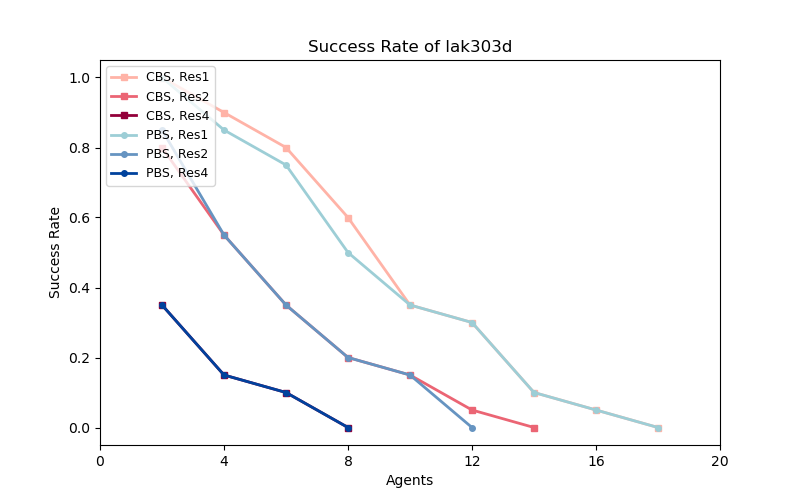 Success Rate of lak303d
CBS, Res1
CBS, Res2
CBS, Res4
PBS, Res1
PBS, Res2
PBS, Res4
Success Rate
1.0
0.8
0.6
0.4
0.2
0.0
0 4 8 12 16 20
Agents